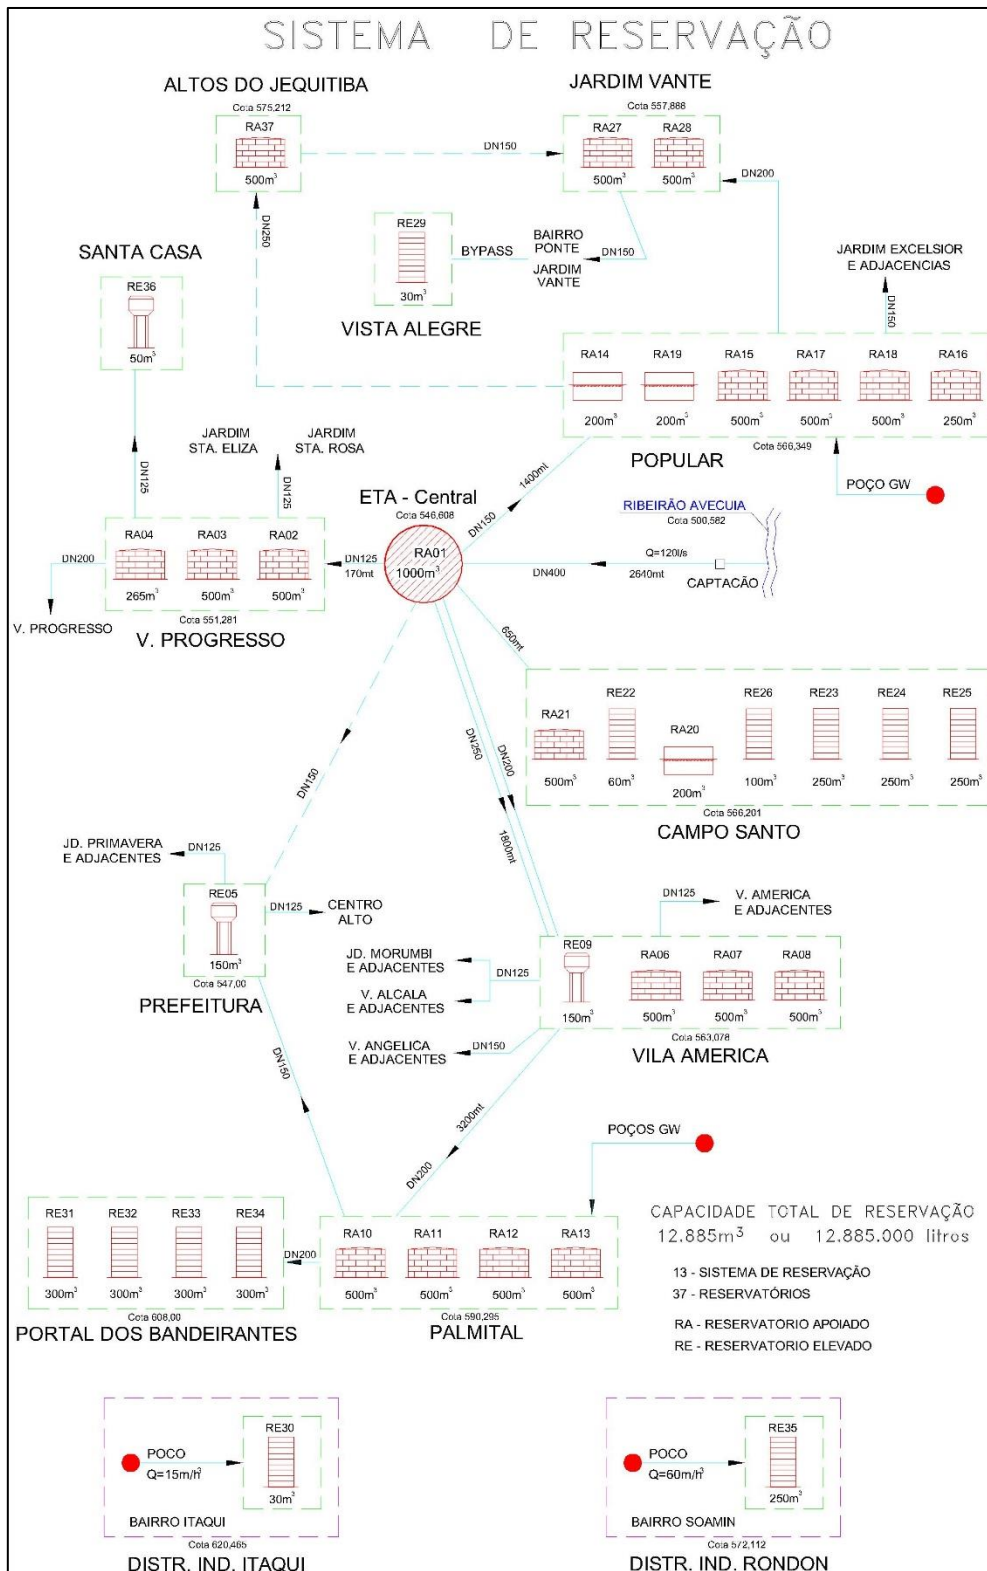 SISTEMA DE RESERVAÇÃO
ALTOS DO JEQUITIBA
Cota 575,212
RA37
500m³
DN150
JARDIM VANTE
Cota 557,888
RA27
RA28
500m³
500m³
DN200
DN250
RE29
30m³
VISTA ALEGRE
BYPASS
BAIRRO
PONTE
JARDIM
VANTE
DN150
JARDIM EXCELSIOR
E ADJACENCIAS
DN150
SANTA CASA
RE36
50m³
DN125
RA14
RA19
RA15
RA17
RA18
RA16
200m³
200m³
500m³
500m³
500m³
250m³
Cota 566,349
POPULAR
POÇO GW
JARDIM
STA. ELIZA
JARDIM
STA. ROSA
DN125
ETA - Central
Cota 546,608
RA01
1000m³
DN150
1400mt
RIBEIRÃO AVECUIA
Cota 500,582
Q=120l/s
DN400
2640mt
CAPTACÃO
DN200
V. PROGRESSO
RA04
RA03
RA02
265m³
500m³
500m³
DN125
170mt
Cota 551,281
V. PROGRESSO
650mt
RA21
RE22
RA20
RE26
RE23
RE24
RE25
500m³
60m³
200m³
100m³
250m³
250m³
250m³
Cota 566,201
CAMPO SANTO
DN150
DN250
DN200
1800mt
JD. PRIMAVERA
E ADJACENTES
DN125
RE05
150m³
DN125
CENTRO
ALTO
Cota 547,00
PREFEITURA
DN125
V. AMERICA
E ADJACENTES
JD. MORUMBI
E ADJACENTES
DN125
V. ALCALA
E ADJACENTES
V. ANGELICA
E ADJACENTES
DN150
RE09
RA06
RA07
RA08
150m³
500m³
500m³
500m³
Cota 563,078
VILA AMERICA
DN150
3200mt
DN200
POÇOS GW
RE31
RE32
RE33
RE34
300m³
300m³
300m³
300m³
Cota 608,00
PORTAL DOS BANDEIRANTES
DN200
RA10
RA11
RA12
RA13
500m³
500m³
500m³
500m³
Cota 590,295
PALMITAL
CAPACIDADE TOTAL DE RESERVAÇÃO
12.885m³ ou 12.885.000 litros
13 - SISTEMA DE RESERVAÇÃO
37 - RESERVATÓRIOS
RA - RESERVATORIO APOIADO
RE - RESERVATORIO ELEVADO
POCO
Q=15m/h³
RE30
30m³
BAIRRO ITAQUI
Cota 620,465
DISTR. IND. ITAQUI
POCO
Q=60m/h³
RE35
250m³
BAIRRO SOAMIN
Cota 572,112
DISTR. IND. RONDON